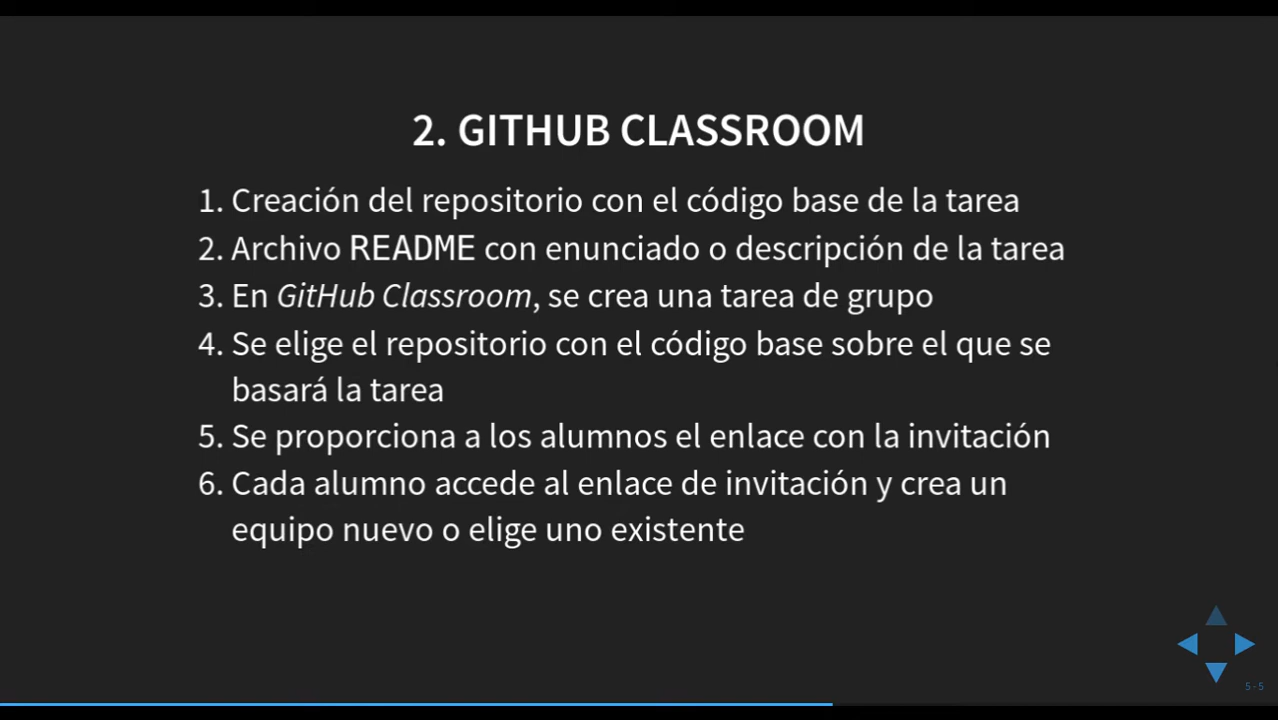 2. GITHUB CLASSROOM
1. Creación del repositorio con el código base de la tarea
2. Archivo README con enunciado o descripción de la tarea
3. En GitHub Classroom, se crea una tarea de grupo
4. Se elige el repositorio con el código base sobre el que se
basará la tarea
5. Se proporciona a los alumnos el enlace con la invitación
6. Cada alumno accede al enlace de invitación y crea un
equipo nuevo o elige uno existente
5-5